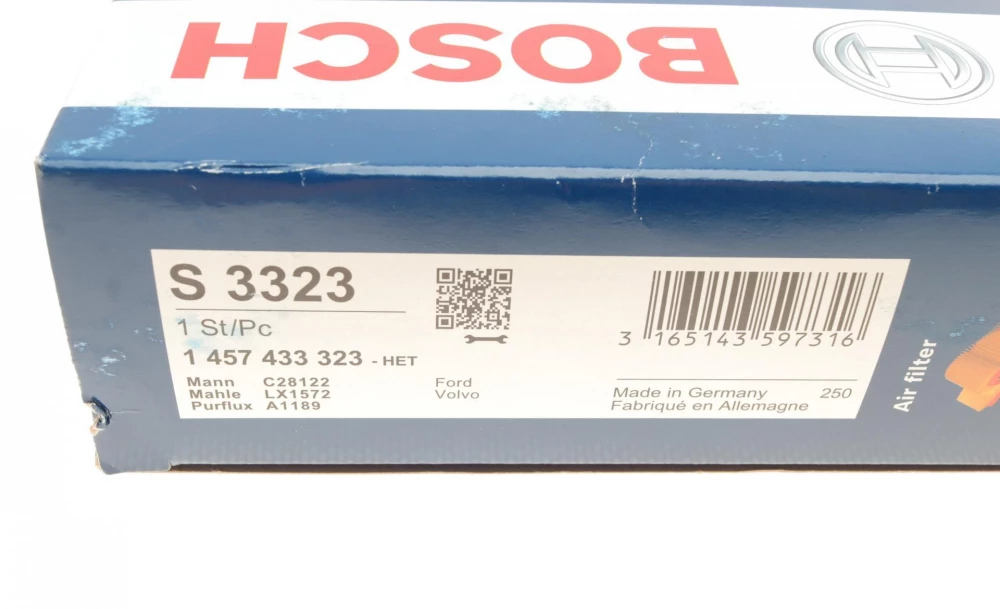 BOSCH
S 3323
1 St/Pc
1 457 433 323 - HET
Mann C28122
Mahle LX1572
Purflux A1189
Ford
Volvo
3 165143 597316
Made in Germany 250
Fabriqué en Allemagne
Air filter